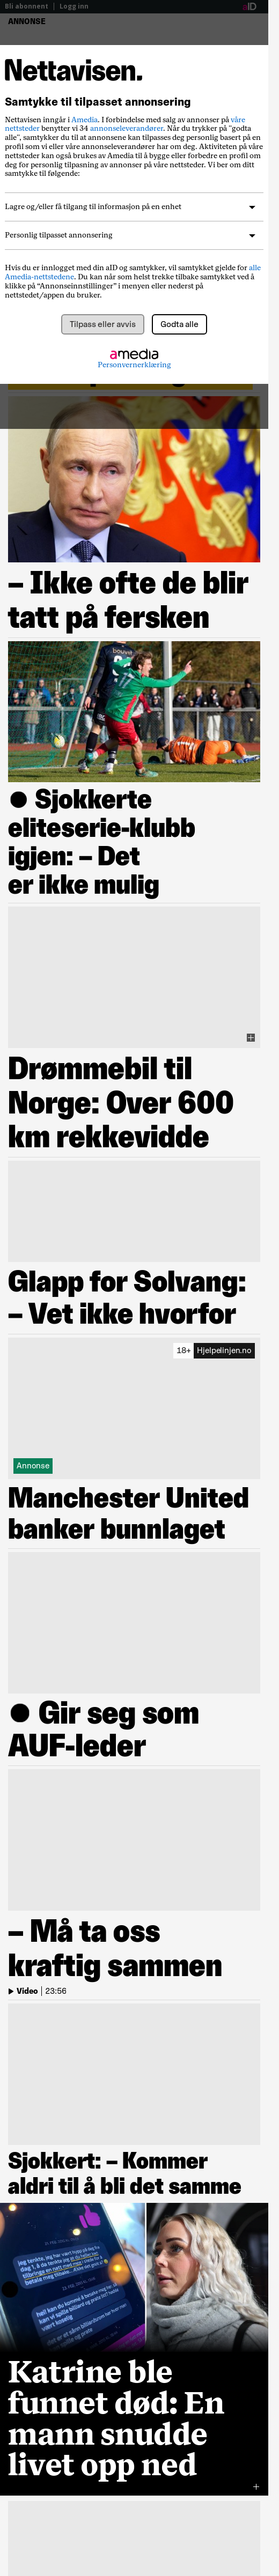 Bli abonnent | Logg inn
aID
ANNONSE
Nettavisen.
Samtykke til tilpasset annonsering
Nettavisen inngår i Amedia. I forbindelse med salg av annonser på våre
nettsteder benytter vi 34 annonseleverandører. Når du trykker på "godta
alle", samtykker du til at annonsene kan tilpasses deg personlig basert på en
profil som vi eller våre annonseleverandører har om deg. Aktiviteten på våre
nettsteder kan også brukes av Amedia til å bygge eller forbedre en profil om
deg for personlig tilpasning av annonser på våre nettsteder. Vi ber om ditt
samtykke til følgende:
Lagre og/eller få tilgang til informasjon på en enhet
Personlig tilpasset annonsering
Hvis du er innlogget med din aID og samtykker, vil samtykket gjelde for alle
Amedia-nettstedene. Du kan når som helst trekke tilbake samtykket ved å
klikke på “Annonseinnstillinger” i menyen eller nederst på
nettstedet/appen du bruker.
Tilpass eller avvis
Godta alle
amedia
Personvernerklæring
– Ikke ofte de blir
tatt på fersken
● Sjokkerte
eliteserie-klubb
igjen: – Det
er ikke mulig
Drømmebil til
Norge: Over 600
km rekkevidde
Glapp for Solvang:
– Vet ikke hvorfor
18+ Hjelpelinjen.no
Annonse
Manchester United
banker bunnlaget
● Gir seg som
AUF-leder
– Må ta oss
kraftig sammen
Video | 23:56
Sjokkert: – Kommer
aldri til å bli det samme
Katrine ble
funnet død: En
mann snudde
livet opp ned